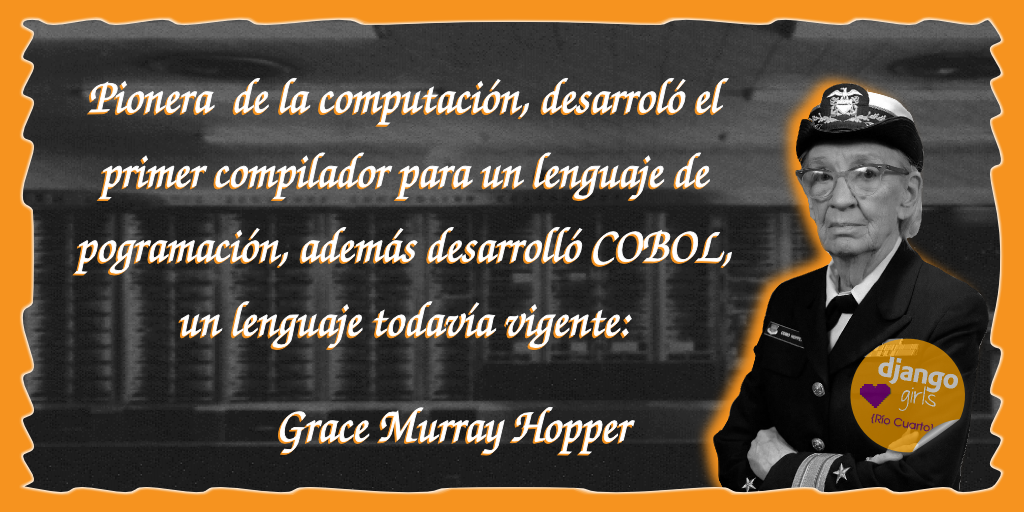 Pionera de la computación, desarroló el
primer compilador para un lenguaje de
pogramación, además desarrolló COBOL,
un lenguaje todavía vigente:
Grace Murray Hopper
django
girls
{Río Cuarto}